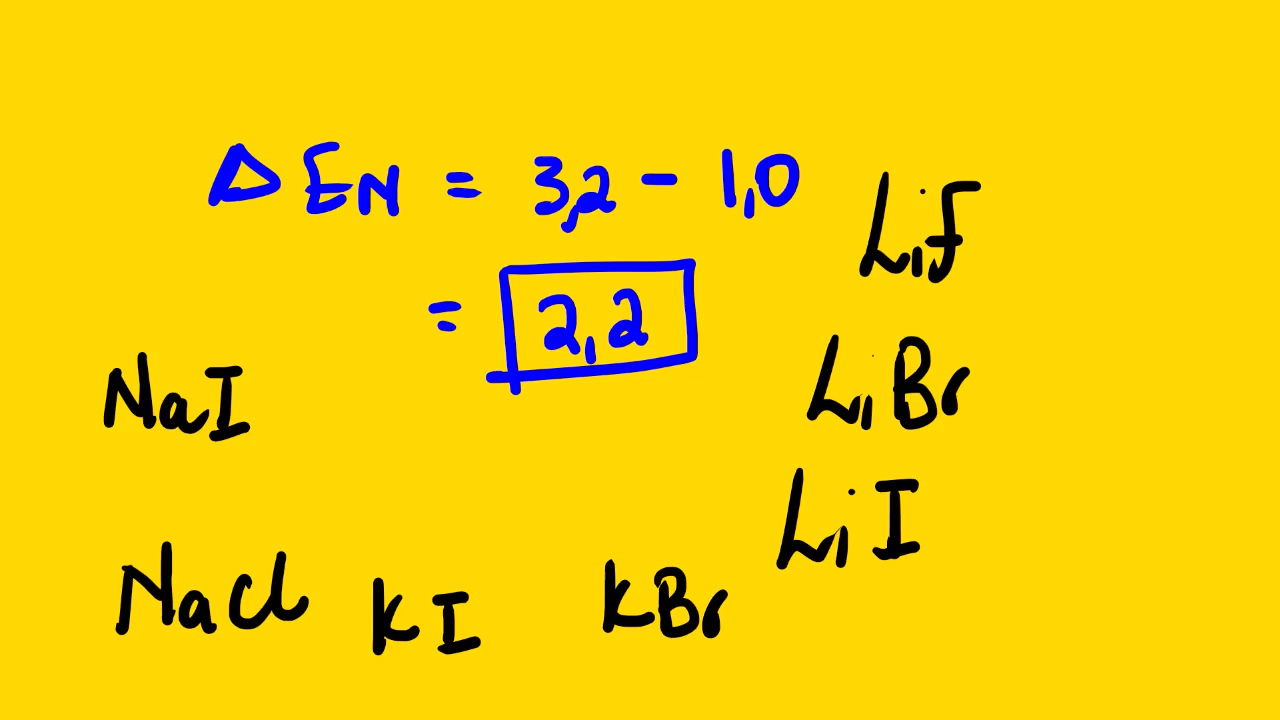 ΔEN = 3,2 - 1,0
LiF
= 2,2
LiBr
NaI
LiI
NaCl
KI
KBr